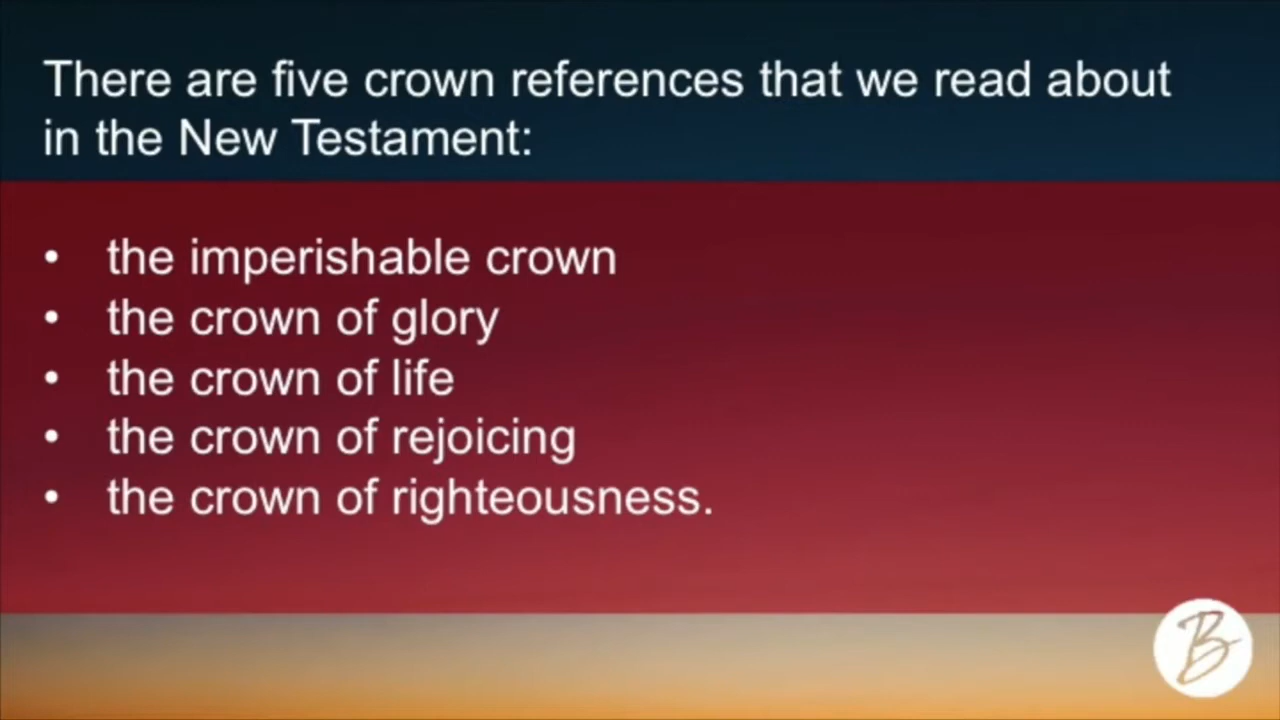 There are five crown references that we read about
in the New Testament:
• the imperishable crown
• the crown of glory
• the crown of life
• the crown of rejoicing
• the crown of righteousness.
B